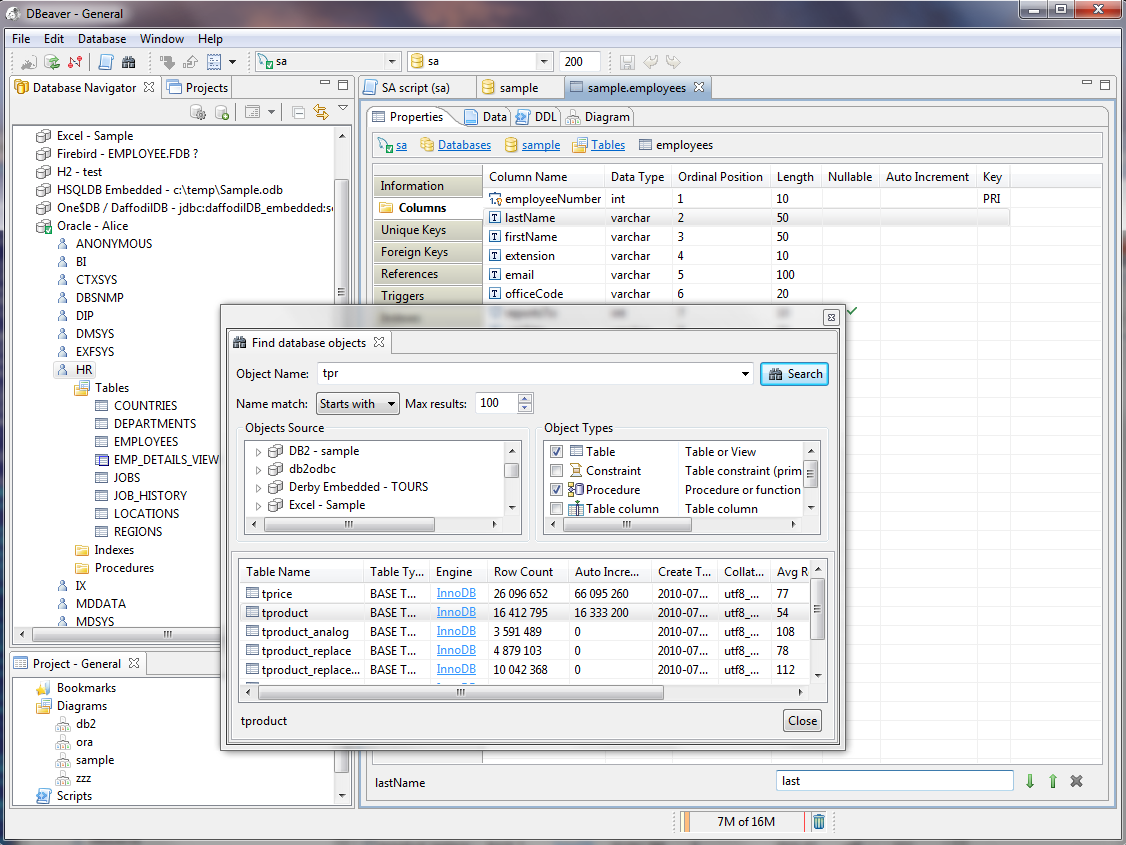 DBeaver - General
File Edit Database Window Help
sa sa 200
Database Navigator Projects
Excel - Sample
Firebird - EMPLOYEE.FDB ?
H2 - test
HSQLDB Embedded - c:\temp\Sample.odb
One$DB / DaffodilDB - jdbc:daffodilDB_embedded:s
Oracle - Alice
ANONYMOUS
BI
CTXSYS
DBSNMP
DIP
DMSYS
EXFSYS
HR
Tables
COUNTRIES
DEPARTMENTS
EMPLOYEES
EMP_DETAILS_VIEW
JOBS
JOB_HISTORY
LOCATIONS
REGIONS
Indexes
Procedures
IX
MDDATA
MDSYS
Project - General
Bookmarks
Diagrams
db2
ora
sample
zzz
Scripts
SA script (sa) sample sample.employees
Properties Data DDL Diagram
sa Databases sample Tables employees
Information
Columns
Unique Keys
Foreign Keys
References
Triggers
Column Name Data Type Ordinal Position Length Nullable Auto Increment Key
employeeNumber int 1 10 PRI
lastName varchar 2 50
firstName varchar 3 50
extension varchar 4 10
email varchar 5 100
officeCode varchar 6 20
Find database objects
Object Name: tpr Search
Name match: Starts with Max results: 100
Objects Source
DB2 - sample
db2odbc
Derby Embedded - TOURS
Excel - Sample
Object Types
Table Table or View
Constraint Table constraint (prim
Procedure Procedure or function
Table column Table column
Table Name Table Ty... Engine Row Count Auto Incre... Create T... Collat... Avg R
tprice BASE T... InnoDB 26 096 652 66 095 260 2010-07... utf8_... 77
tproduct BASE T... InnoDB 16 412 795 16 333 200 2010-07... utf8_... 54
tproduct_analog BASE T... InnoDB 3 591 489 0 2010-07... utf8_... 108
tproduct_replace BASE T... InnoDB 4 879 103 0 2010-07... utf8_... 78
tproduct_replace... BASE T... InnoDB 10 042 368 0 2010-07... utf8_... 112
tproduct Close
lastName last
7M of 16M